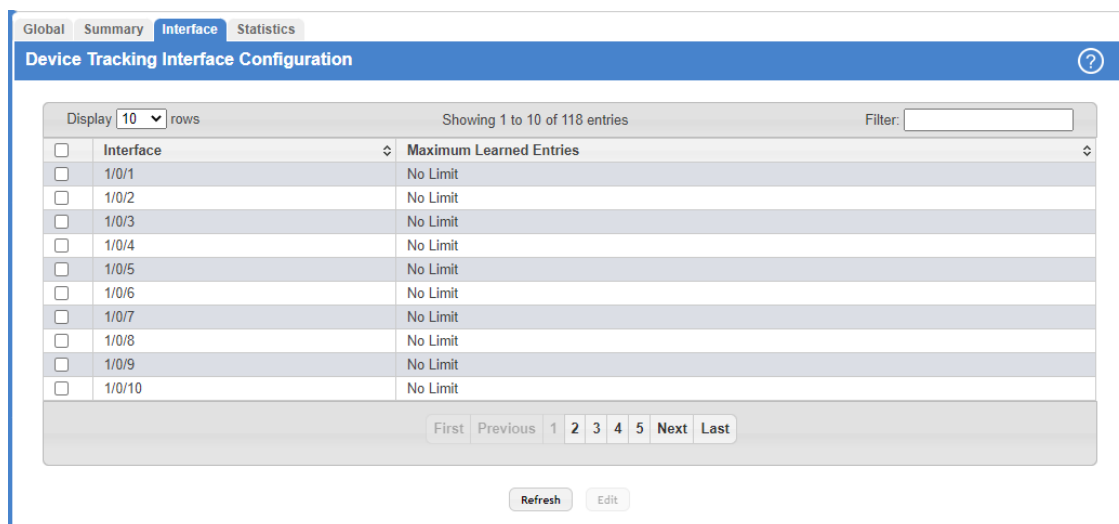 Global Summary Interface Statistics
Device Tracking Interface Configuration ?
Display 10 rows Showing 1 to 10 of 118 entries Filter:
Interface Maximum Learned Entries
1/0/1 No Limit
1/0/2 No Limit
1/0/3 No Limit
1/0/4 No Limit
1/0/5 No Limit
1/0/6 No Limit
1/0/7 No Limit
1/0/8 No Limit
1/0/9 No Limit
1/0/10 No Limit
First Previous 1 2 3 4 5 Next Last
Refresh Edit